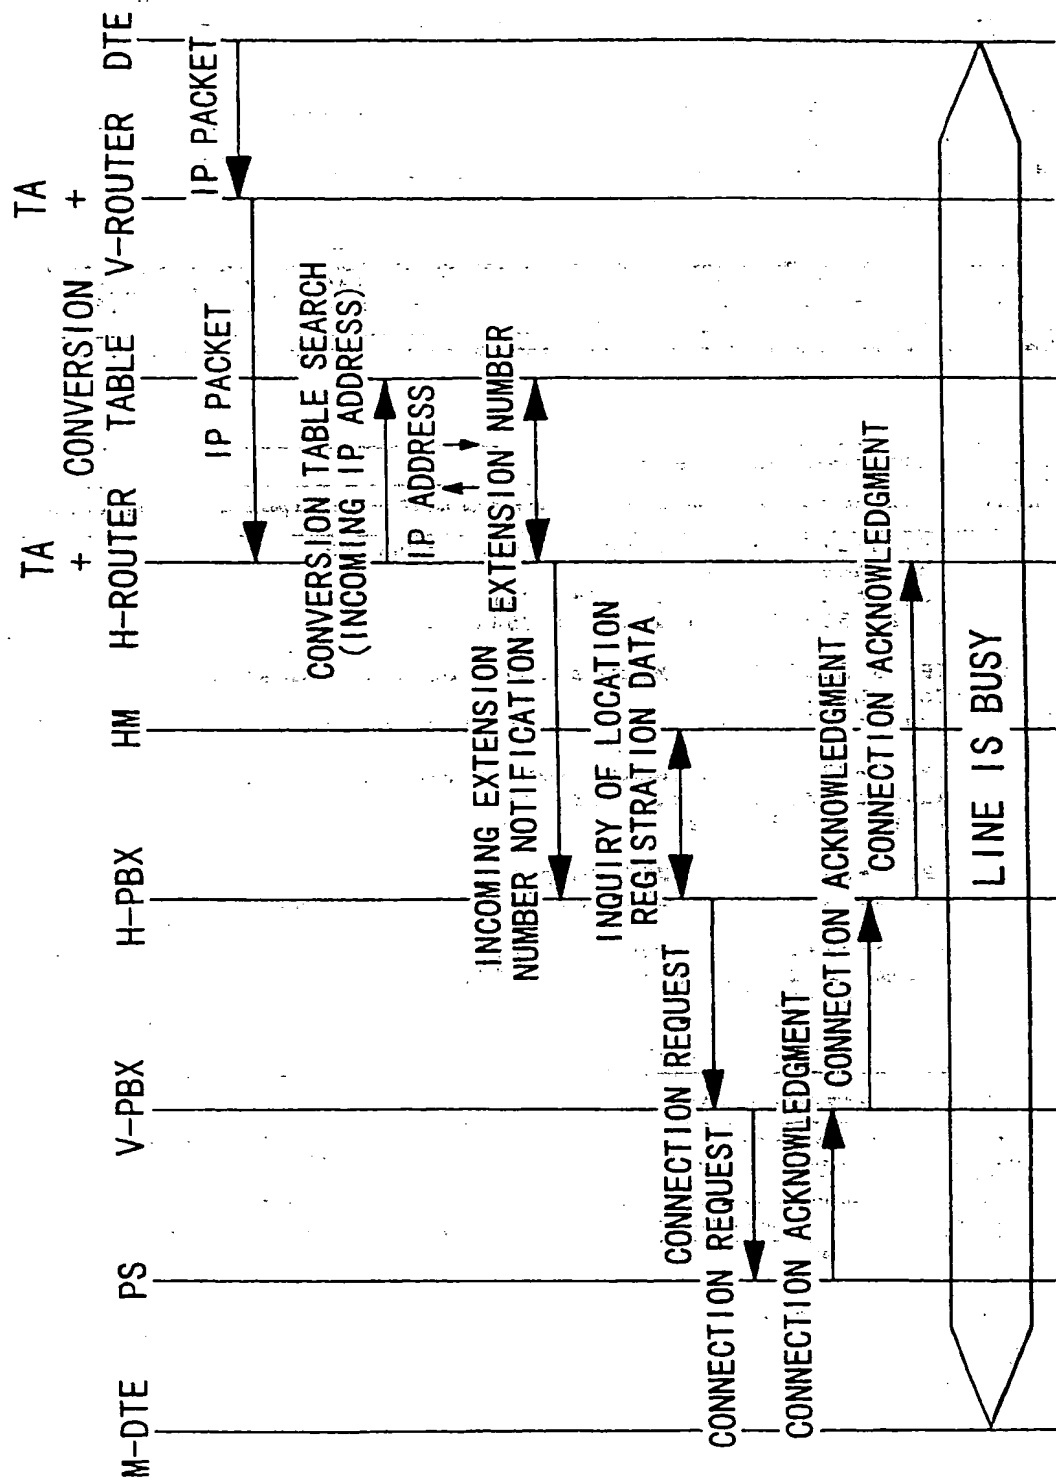 M-DTE
PS
V-PBX
H-PBX
HM
TA
+
H-ROUTER
CONVERSION
TABLE
TA
+
V-ROUTER
DTE
IP PACKET
IP PACKET
CONVERSION TABLE SEARCH
(INCOMING IP ADDRESS)
IP ADDRESS
EXTENSION NUMBER
INCOMING EXTENSION
NUMBER NOTIFICATION
INQUIRY OF LOCATION
REGISTRATION DATA
CONNECTION REQUEST
CONNECTION REQUEST
CONNECTION ACKNOWLEDGMENT
CONNECTION ACKNOWLEDGMENT
CONNECTION ACKNOWLEDGMENT
LINE IS BUSY